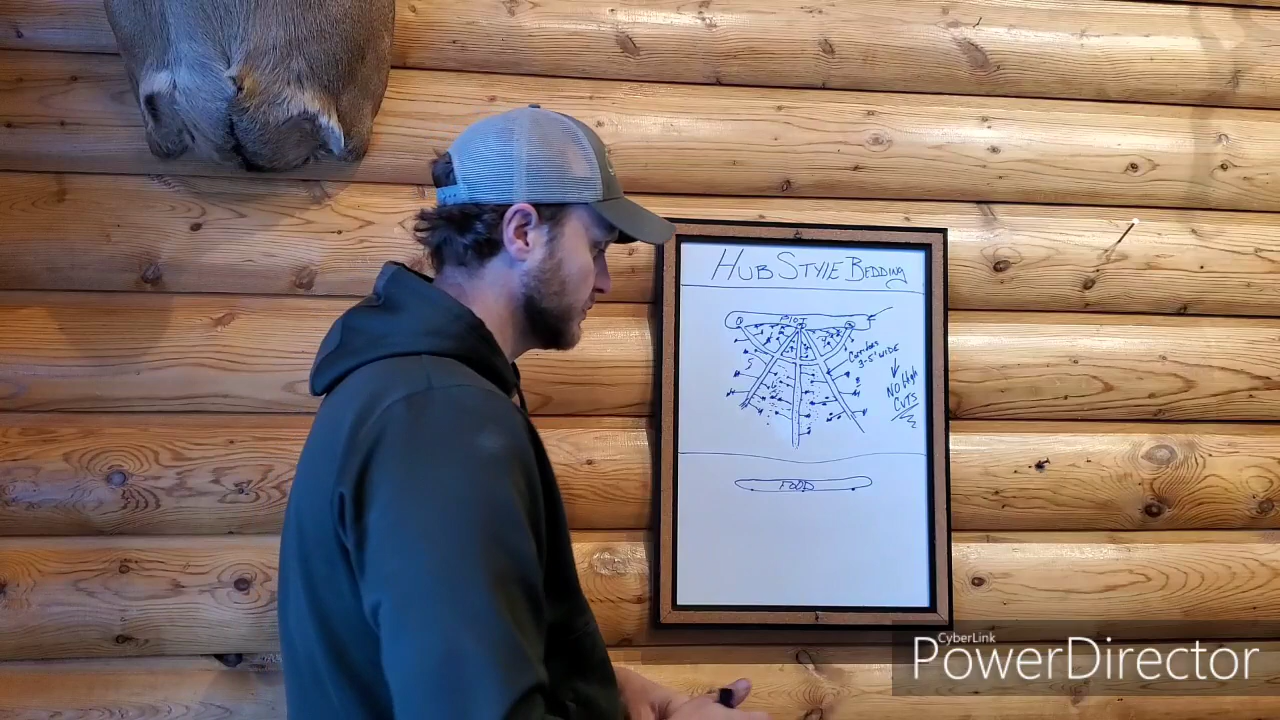 HUB STYLE BEDDING
PLOT
Corridors
3-5' WIDE
NO High
CUTS
FOOD
CyberLink
PowerDirector